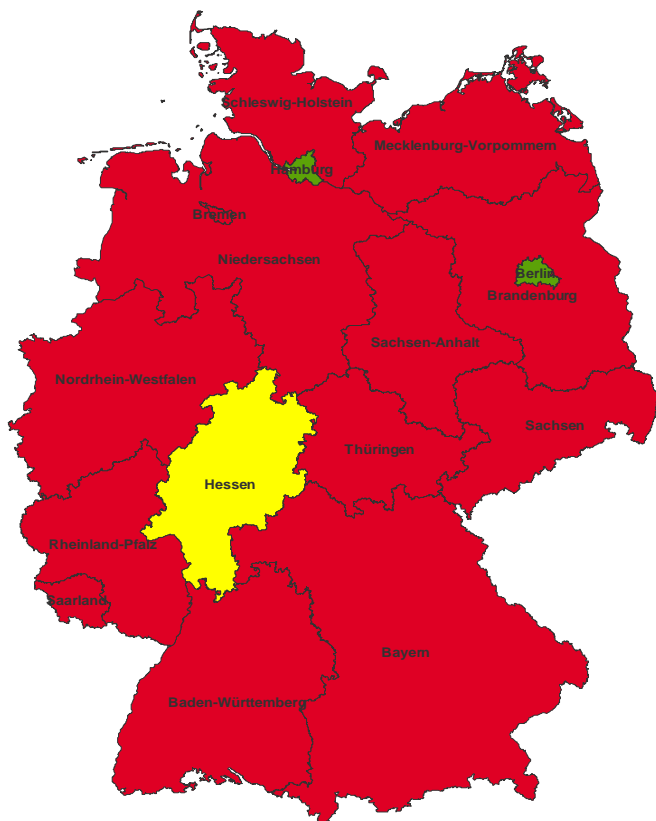 Schleswig-Holstein
Mecklenburg-Vorpommern
Hamburg
Bremen
Niedersachsen
Berlin
Brandenburg
Sachsen-Anhalt
Nordrhein-Westfalen
Sachsen
Thüringen
Hessen
Rheinland-Pfalz
Saarland
Bayern
Baden-Württemberg